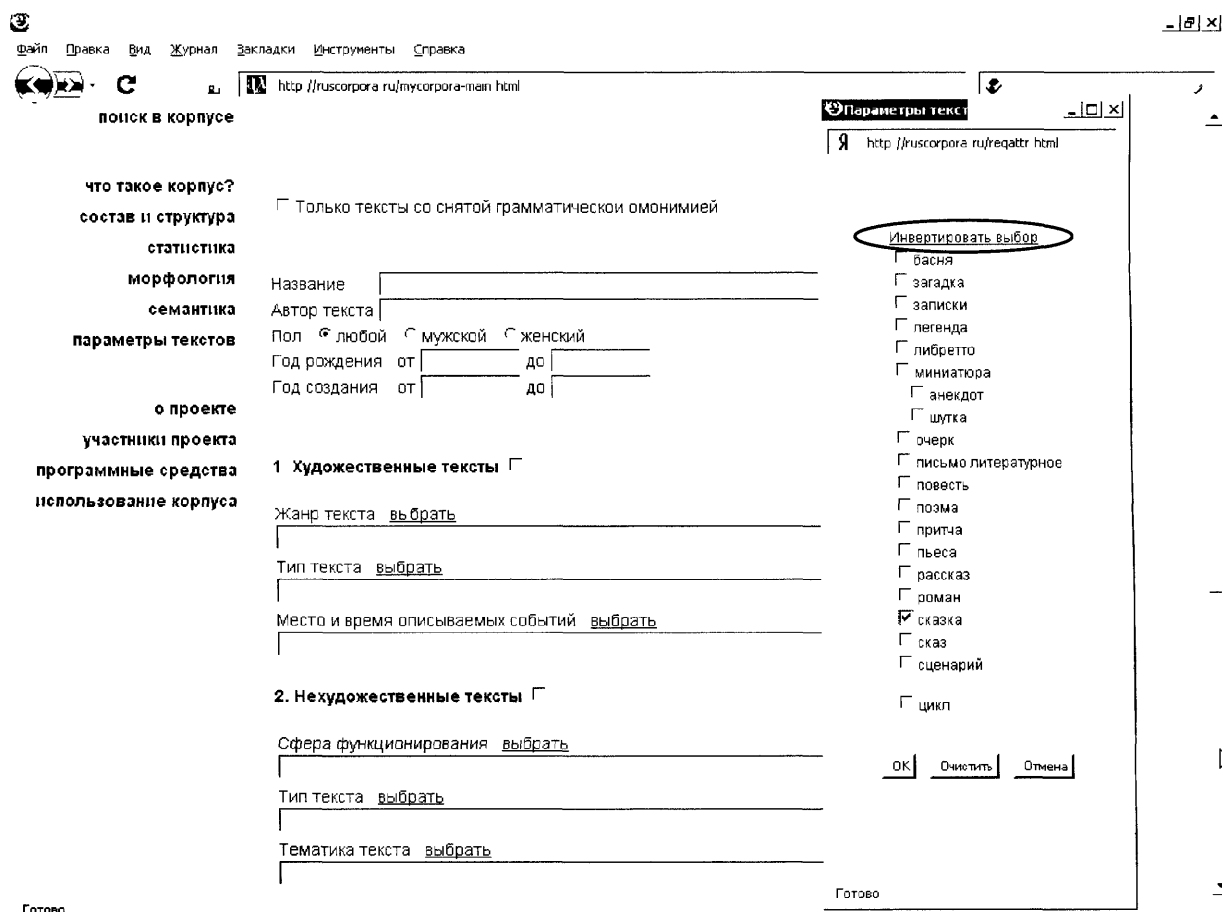 Файл Правка Вид Журнал Закладки Инструменты Справка
http //ruscorpora ru/mycorpora-main html
поиск в корпусе
что такое корпус?
состав и структура
статистика
морфология
семантика
параметры текстов
о проекте
участники проекта
программные средства
использование корпуса
Только тексты со снятой грамматической омонимией
Название
Автор текста
Пол любой мужской женский
Год рождения от до
Год создания от до
1 Художественные тексты
Жанр текста выбрать
Тип текста выбрать
Место и время описываемых событий выбрать
2. Нехудожественные тексты
Сфера функционирования выбрать
Тип текста выбрать
Тематика текста выбрать
Готово
Параметры текст
Я http //ruscorpora ru/reqattr html
Инвертировать выбор
басня
загадка
записки
легенда
либретто
миниатюра
анекдот
шутка
очерк
письмо литературное
повесть
поэма
притча
пьеса
рассказ
роман
сказка
сказ
сценарий
цикл
OK Очистить Отмена
Готово